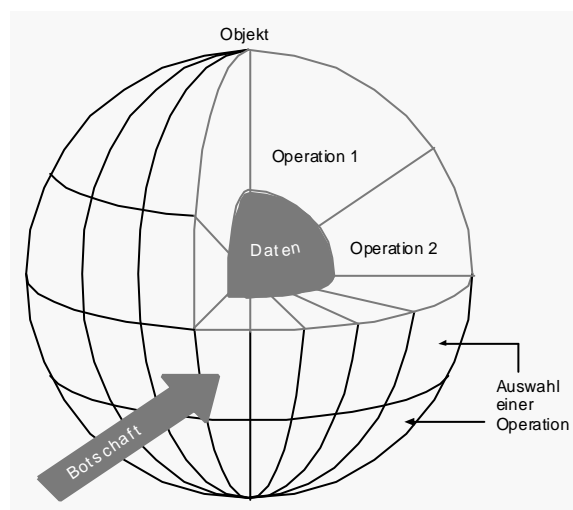 Objekt
Operation 1
Daten
Operation 2
Auswahl
einer
Operation
Botschaft